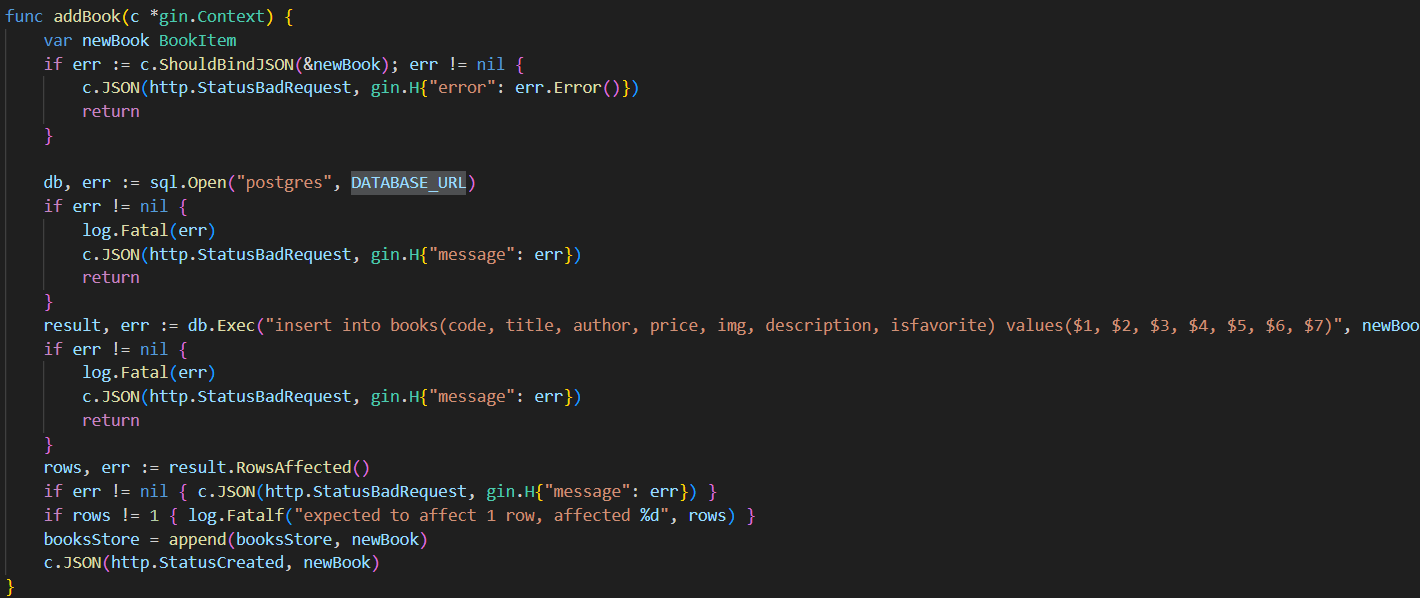 func addBook(c *gin.Context) {
    var newBook BookItem
    if err := c.ShouldBindJSON(&newBook); err != nil {
        c.JSON(http.StatusBadRequest, gin.H{"error": err.Error()})
        return
    }
    db, err := sql.Open("postgres", DATABASE_URL)
    if err != nil {
        log.Fatal(err)
        c.JSON(http.StatusBadRequest, gin.H{"message": err})
        return
    }
    result, err := db.Exec("insert into books(code, title, author, price, img, description, isfavorite) values($1, $2, $3, $4, $5, $6, $7)", newBoo
    if err != nil {
        log.Fatal(err)
        c.JSON(http.StatusBadRequest, gin.H{"message": err})
        return
    }
    rows, err := result.RowsAffected()
    if err != nil { c.JSON(http.StatusBadRequest, gin.H{"message": err}) }
    if rows != 1 { log.Fatalf("expected to affect 1 row, affected %d", rows) }
    booksStore = append(booksStore, newBook)
    c.JSON(http.StatusCreated, newBook)
}